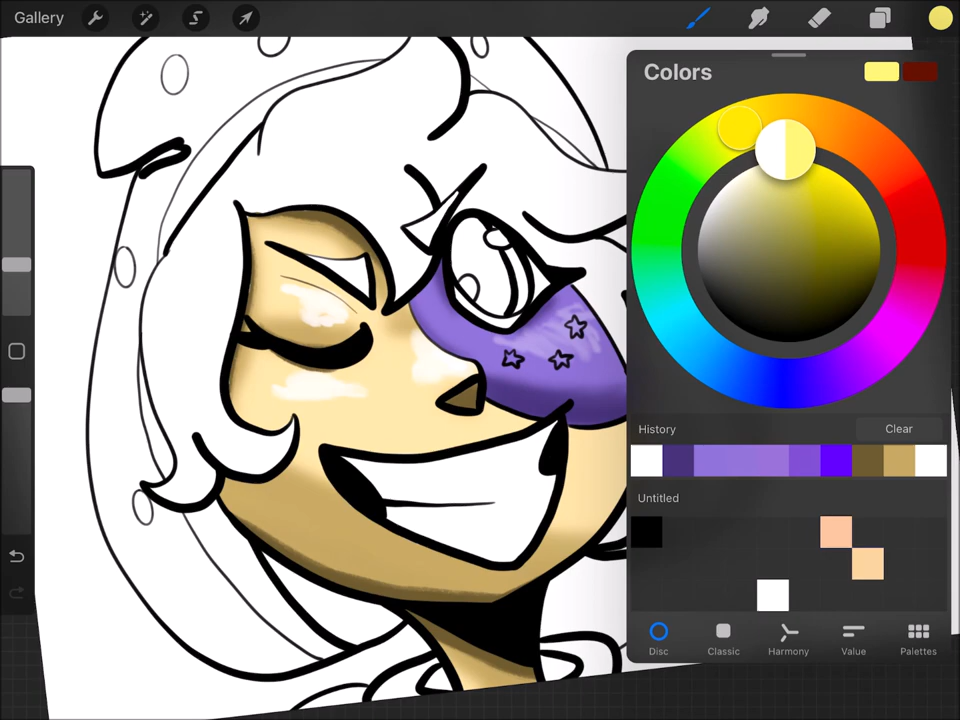 Gallery
Colors
History
Clear
Untitled
Disc
Classic
Harmony
Value
Palettes